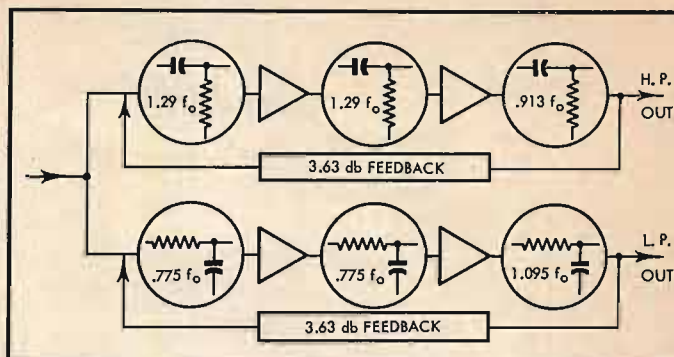 H. P.
1.29 fo 1.29 fo .913 fo OUT
3.63 db FEEDBACK
L. P.
.775 fo .775 fo 1.095 fo OUT
3.63 db FEEDBACK